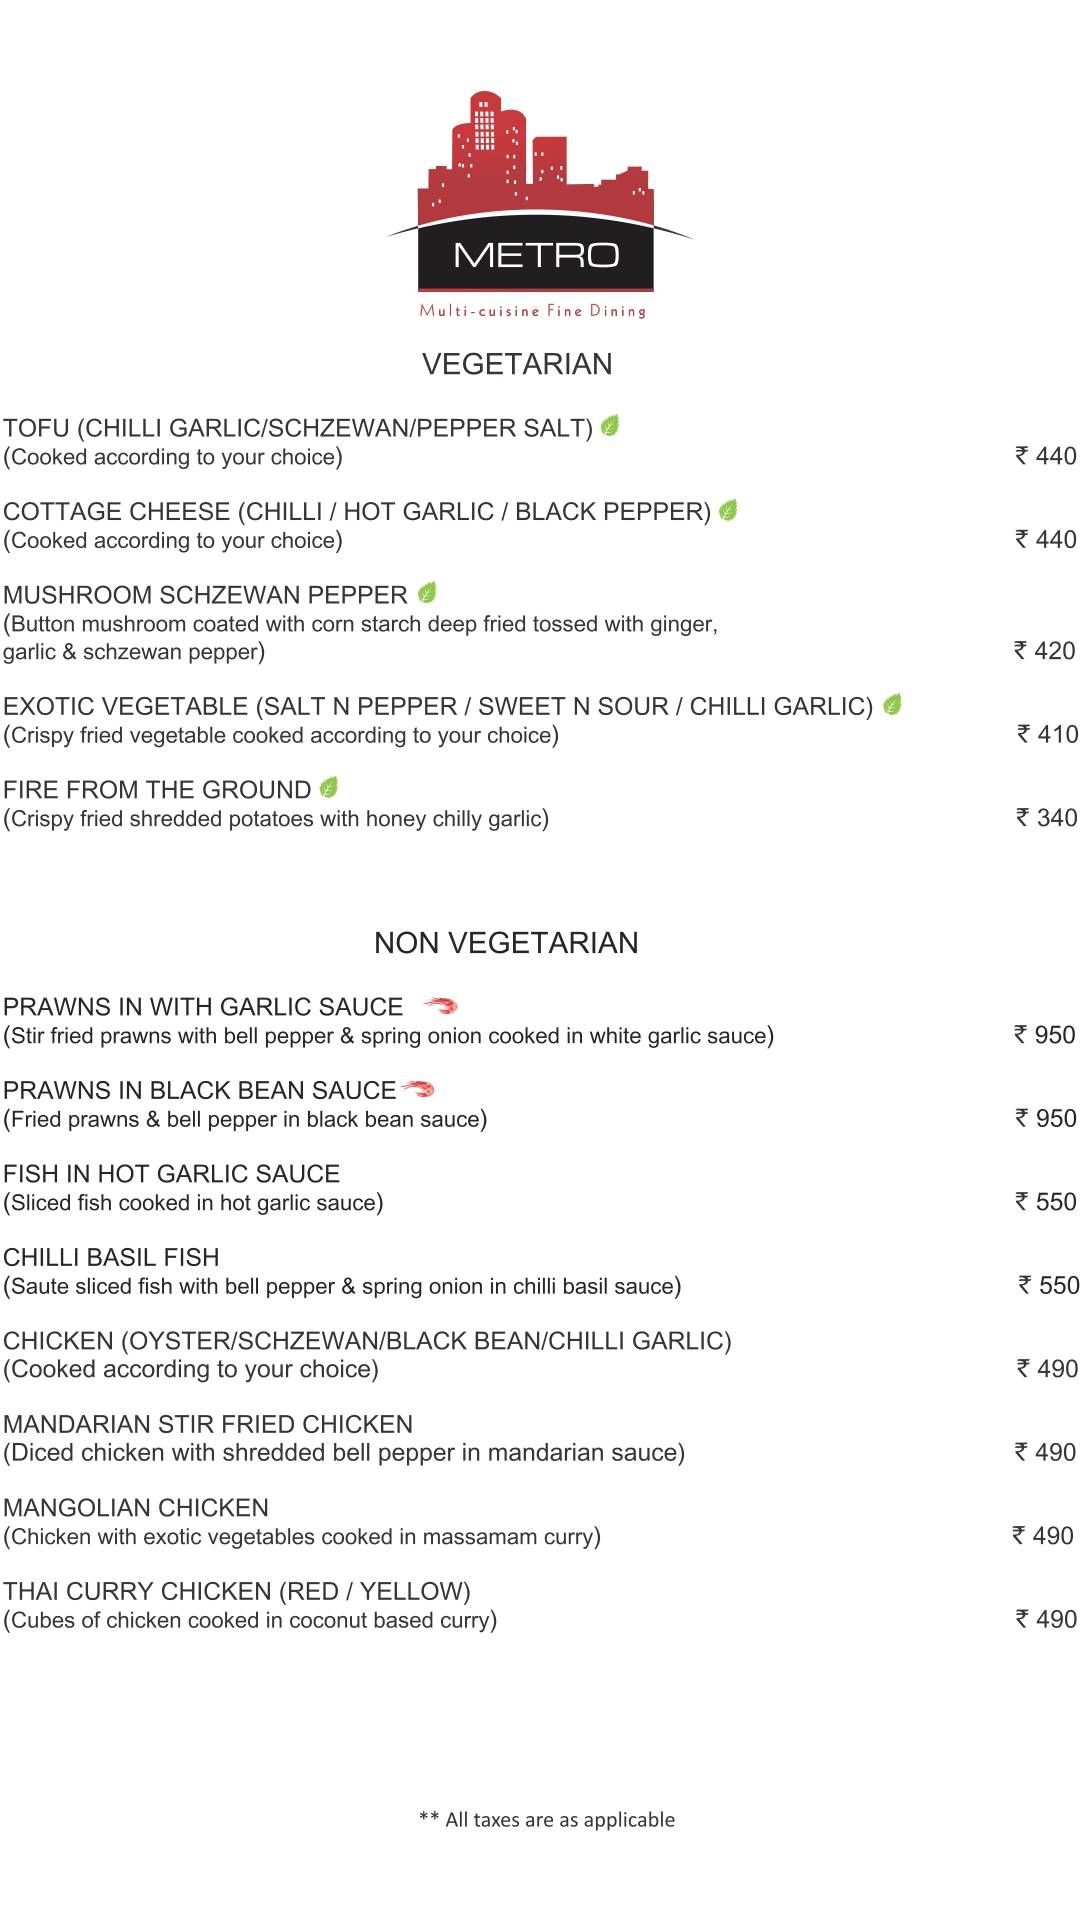 METRO
Multi-cuisine Fine Dining
VEGETARIAN
TOFU (CHILLI GARLIC/SCHZEWAN/PEPPER SALT)
(Cooked according to your choice) ₹ 440
COTTAGE CHEESE (CHILLI / HOT GARLIC / BLACK PEPPER)
(Cooked according to your choice) ₹ 440
MUSHROOM SCHZEWAN PEPPER
(Button mushroom coated with corn starch deep fried tossed with ginger,
garlic & schzewan pepper) ₹ 420
EXOTIC VEGETABLE (SALT N PEPPER / SWEET N SOUR / CHILLI GARLIC)
(Crispy fried vegetable cooked according to your choice) ₹ 410
FIRE FROM THE GROUND
(Crispy fried shredded potatoes with honey chilly garlic) ₹ 340
NON VEGETARIAN
PRAWNS IN WITH GARLIC SAUCE
(Stir fried prawns with bell pepper & spring onion cooked in white garlic sauce) ₹ 950
PRAWNS IN BLACK BEAN SAUCE
(Fried prawns & bell pepper in black bean sauce) ₹ 950
FISH IN HOT GARLIC SAUCE
(Sliced fish cooked in hot garlic sauce) ₹ 550
CHILLI BASIL FISH
(Saute sliced fish with bell pepper & spring onion in chilli basil sauce) ₹ 550
CHICKEN (OYSTER/SCHZEWAN/BLACK BEAN/CHILLI GARLIC)
(Cooked according to your choice) ₹ 490
MANDARIAN STIR FRIED CHICKEN
(Diced chicken with shredded bell pepper in mandarian sauce) ₹ 490
MANGOLIAN CHICKEN
(Chicken with exotic vegetables cooked in massamam curry) ₹ 490
THAI CURRY CHICKEN (RED / YELLOW)
(Cubes of chicken cooked in coconut based curry) ₹ 490
** All taxes are as applicable